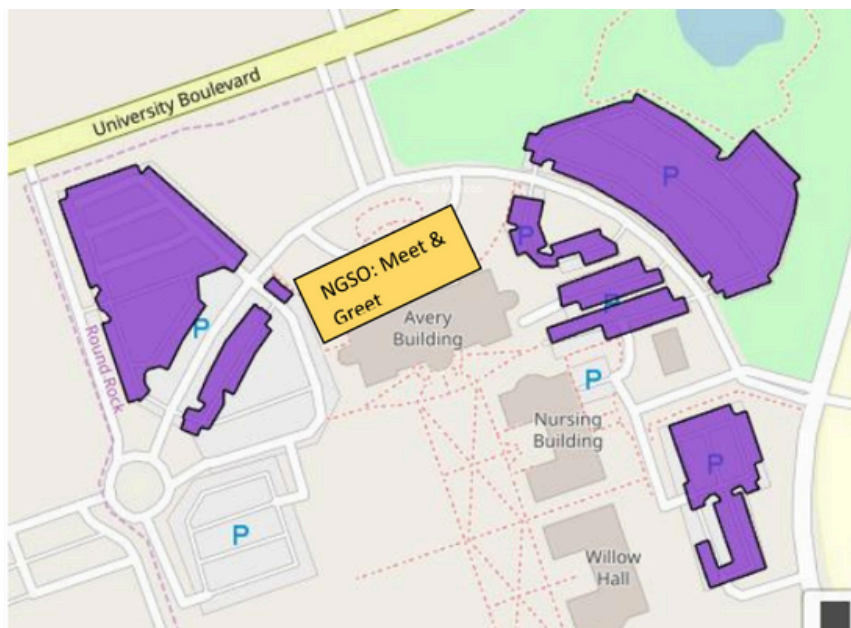 University Boulevard
P
P
NGSO: Meet &
Greet
P
P
Avery
Building
Round Rock
P
Nursing
Building
P
P
Willow
Hall